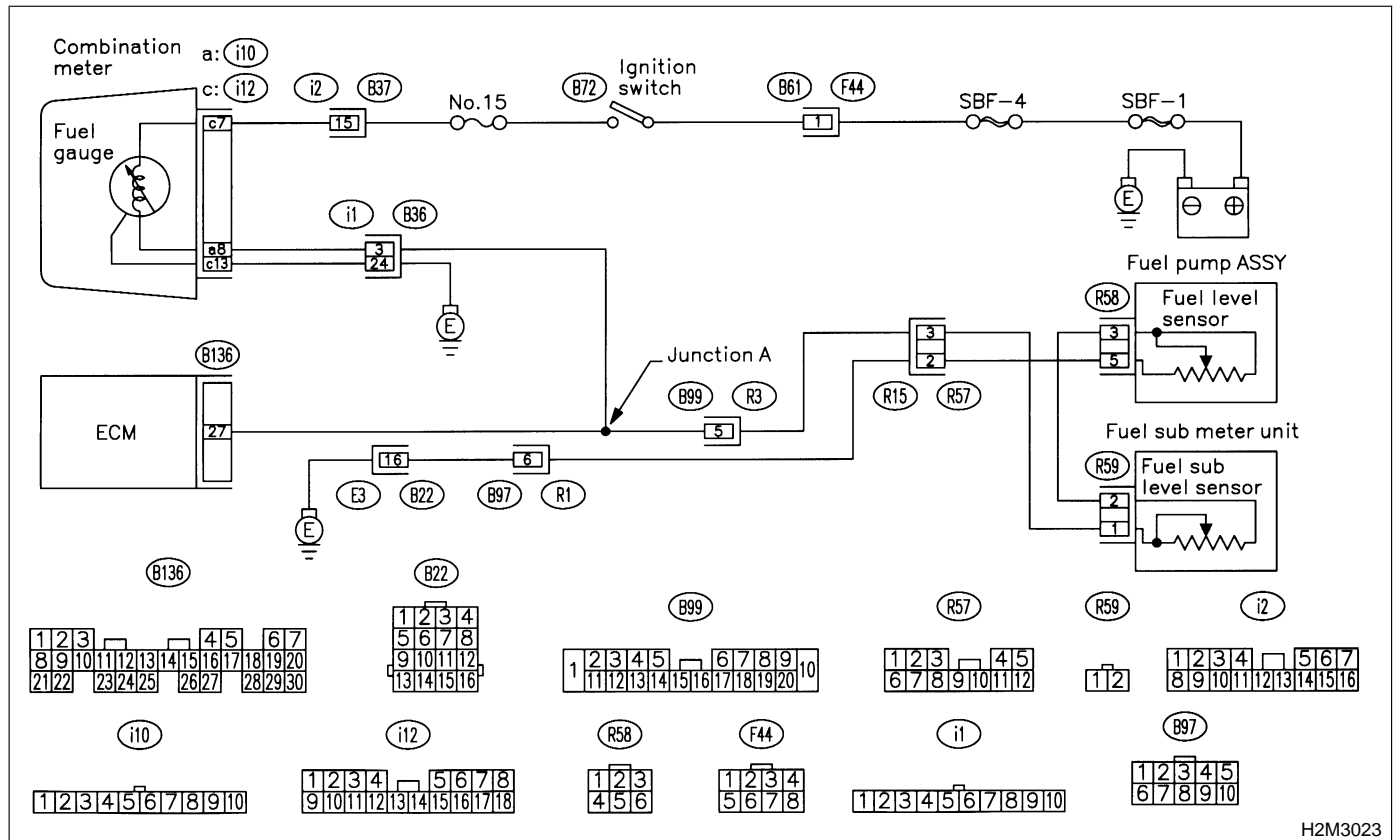 Combination meter
a: i10
c: i12
i2
B37
No.15
B72
Ignition switch
B61
F44
SBF-4
SBF-1
Fuel gauge
c7
15
1
a8
c13
i1
B36
3
24
E
E
⊖ ⊕
Fuel pump ASSY
R58
Fuel level sensor
3
5
B136
ECM
27
Junction A
B99
R3
5
3
2
R15
R57
Fuel sub meter unit
R59
Fuel sub level sensor
2
1
16
6
E3
B22
B97
R1
E
B136
1 2 3 4 5 6 7
8 9 10 11 12 13 14 15 16 17 18 19 20
21 22 23 24 25 26 27 28 29 30
B22
1 2 3 4
5 6 7 8
9 10 11 12
13 14 15 16
B99
1 2 3 4 5 6 7 8 9 10
11 12 13 14 15 16 17 18 19 20
R57
1 2 3 4 5
6 7 8 9 10 11 12
R59
1 2
i2
1 2 3 4 5 6 7
8 9 10 11 12 13 14 15 16
i10
1 2 3 4 5 6 7 8 9 10
i12
1 2 3 4 5 6 7 8
9 10 11 12 13 14 15 16 17 18
R58
1 2 3
4 5 6
F44
1 2 3 4
5 6 7 8
i1
1 2 3 4 5 6 7 8 9 10
B97
1 2 3 4 5
6 7 8 9 10
H2M3023